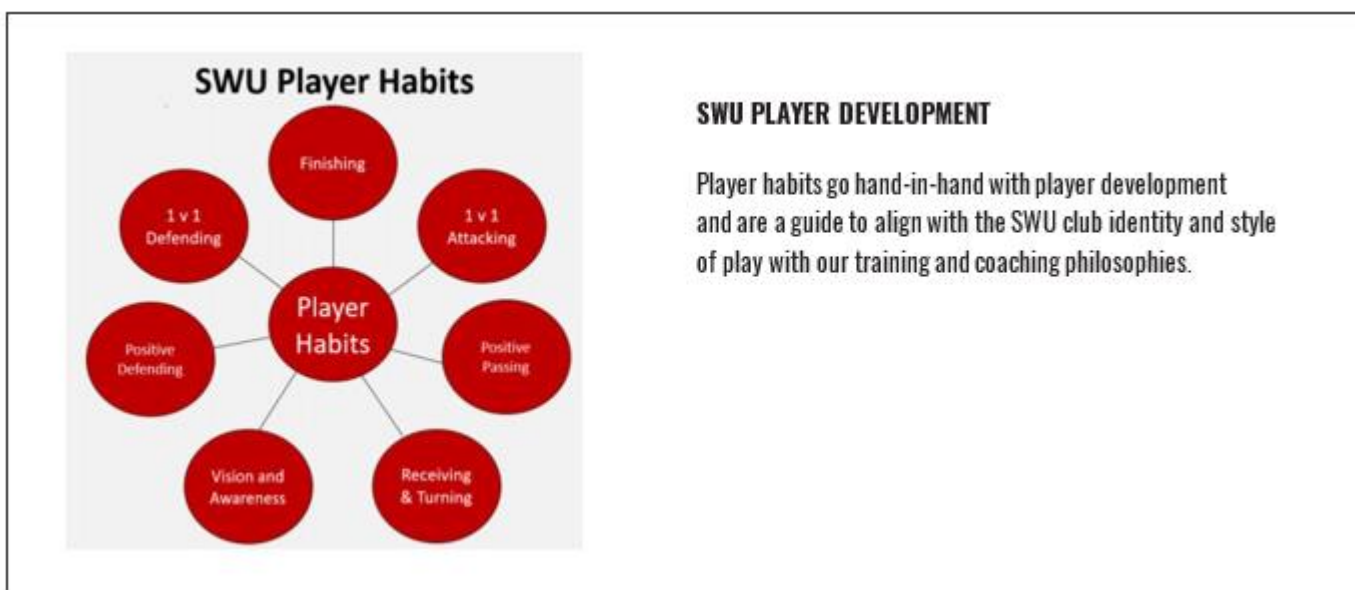 SWU Player Habits
Finishing
1 v 1
Attacking
Positive
Passing
Receiving
& Turning
Vision and
Awareness
Positive
Defending
1 v 1
Defending
Player
Habits
SWU PLAYER DEVELOPMENT
Player habits go hand-in-hand with player development
and are a guide to align with the SWU club identity and style
of play with our training and coaching philosophies.